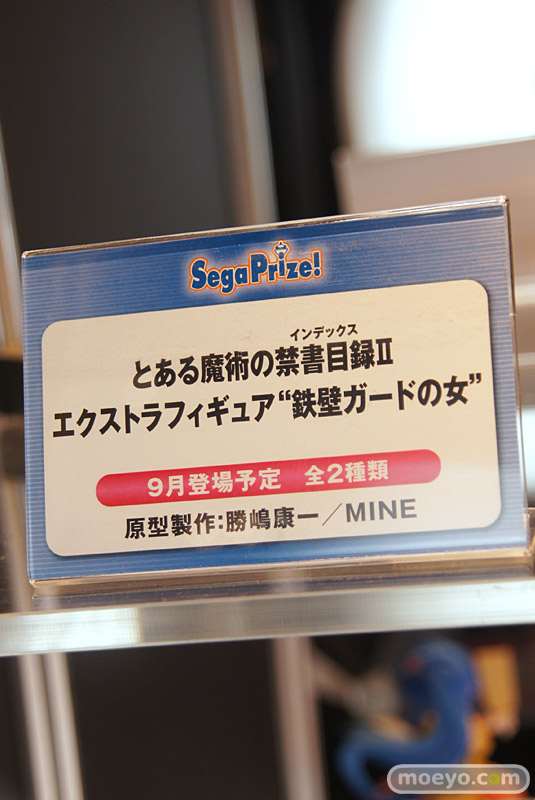 SegaPrize!
インデックス
とある魔術の禁書目録II
エクストラフィギュア“鉄壁ガードの女”
9月登場予定 全2種類
原型製作:勝嶋康一／MINE
moeyo.com